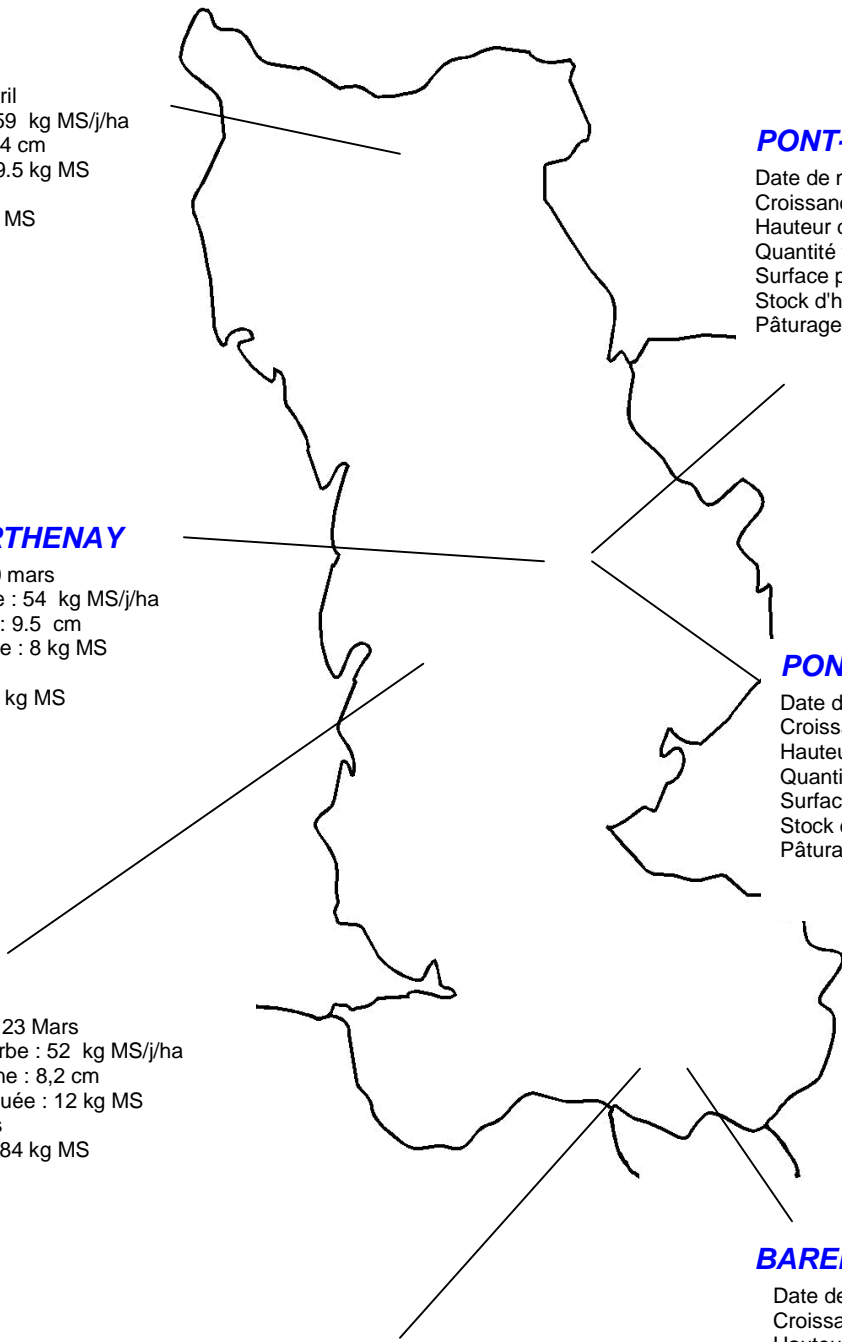 ril
59 kg MS/j/ha
4 cm
9.5 kg MS
MS
PONT-
Date de
Croissan
Hauteur
Quantité
Surface p
Stock d'h
Pâturage
RTHENAY
mars
e : 54 kg MS/j/ha
: 9.5 cm
e : 8 kg MS
kg MS
PON
Date d
Croiss
Hauteu
Quanti
Surfac
Stock
Pâtura
23 Mars
rbe : 52 kg MS/j/ha
ne : 8,2 cm
uée : 12 kg MS
s
84 kg MS
BARE
Date de
Croissa